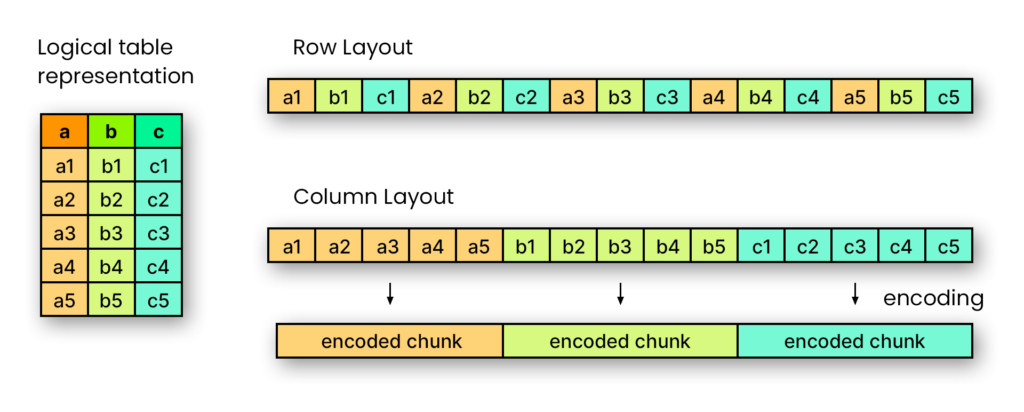 Logical table
representation
a b c
a1 b1 c1
a2 b2 c2
a3 b3 c3
a4 b4 c4
a5 b5 c5
Row Layout
a1 b1 c1 a2 b2 c2 a3 b3 c3 a4 b4 c4 a5 b5 c5
Column Layout
a1 a2 a3 a4 a5 b1 b2 b3 b4 b5 c1 c2 c3 c4 c5
encoding
encoded chunk encoded chunk encoded chunk